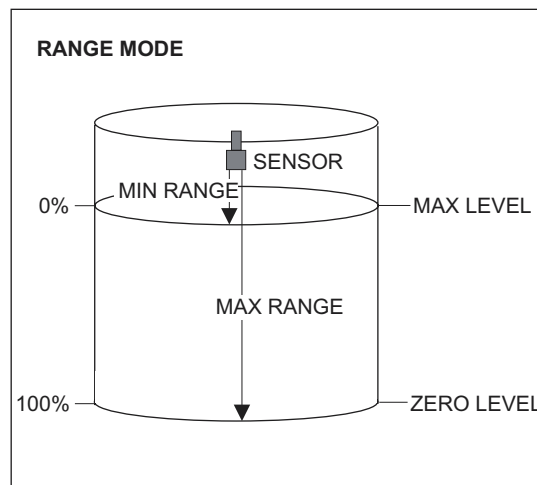 RANGE MODE
SENSOR
MIN RANGE
0%
MAX LEVEL
MAX RANGE
100%
ZERO LEVEL